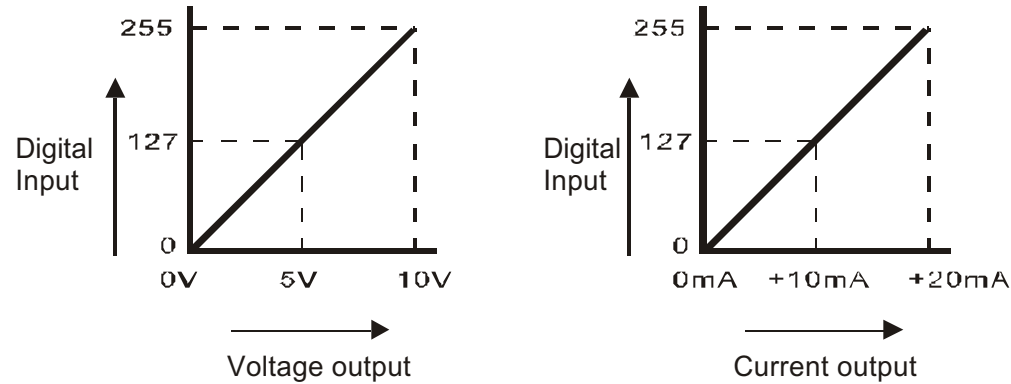 255
Digital
Input
127
0
0V 5V 10V
Voltage output
255
Digital
Input
127
0
0mA +10mA +20mA
Current output